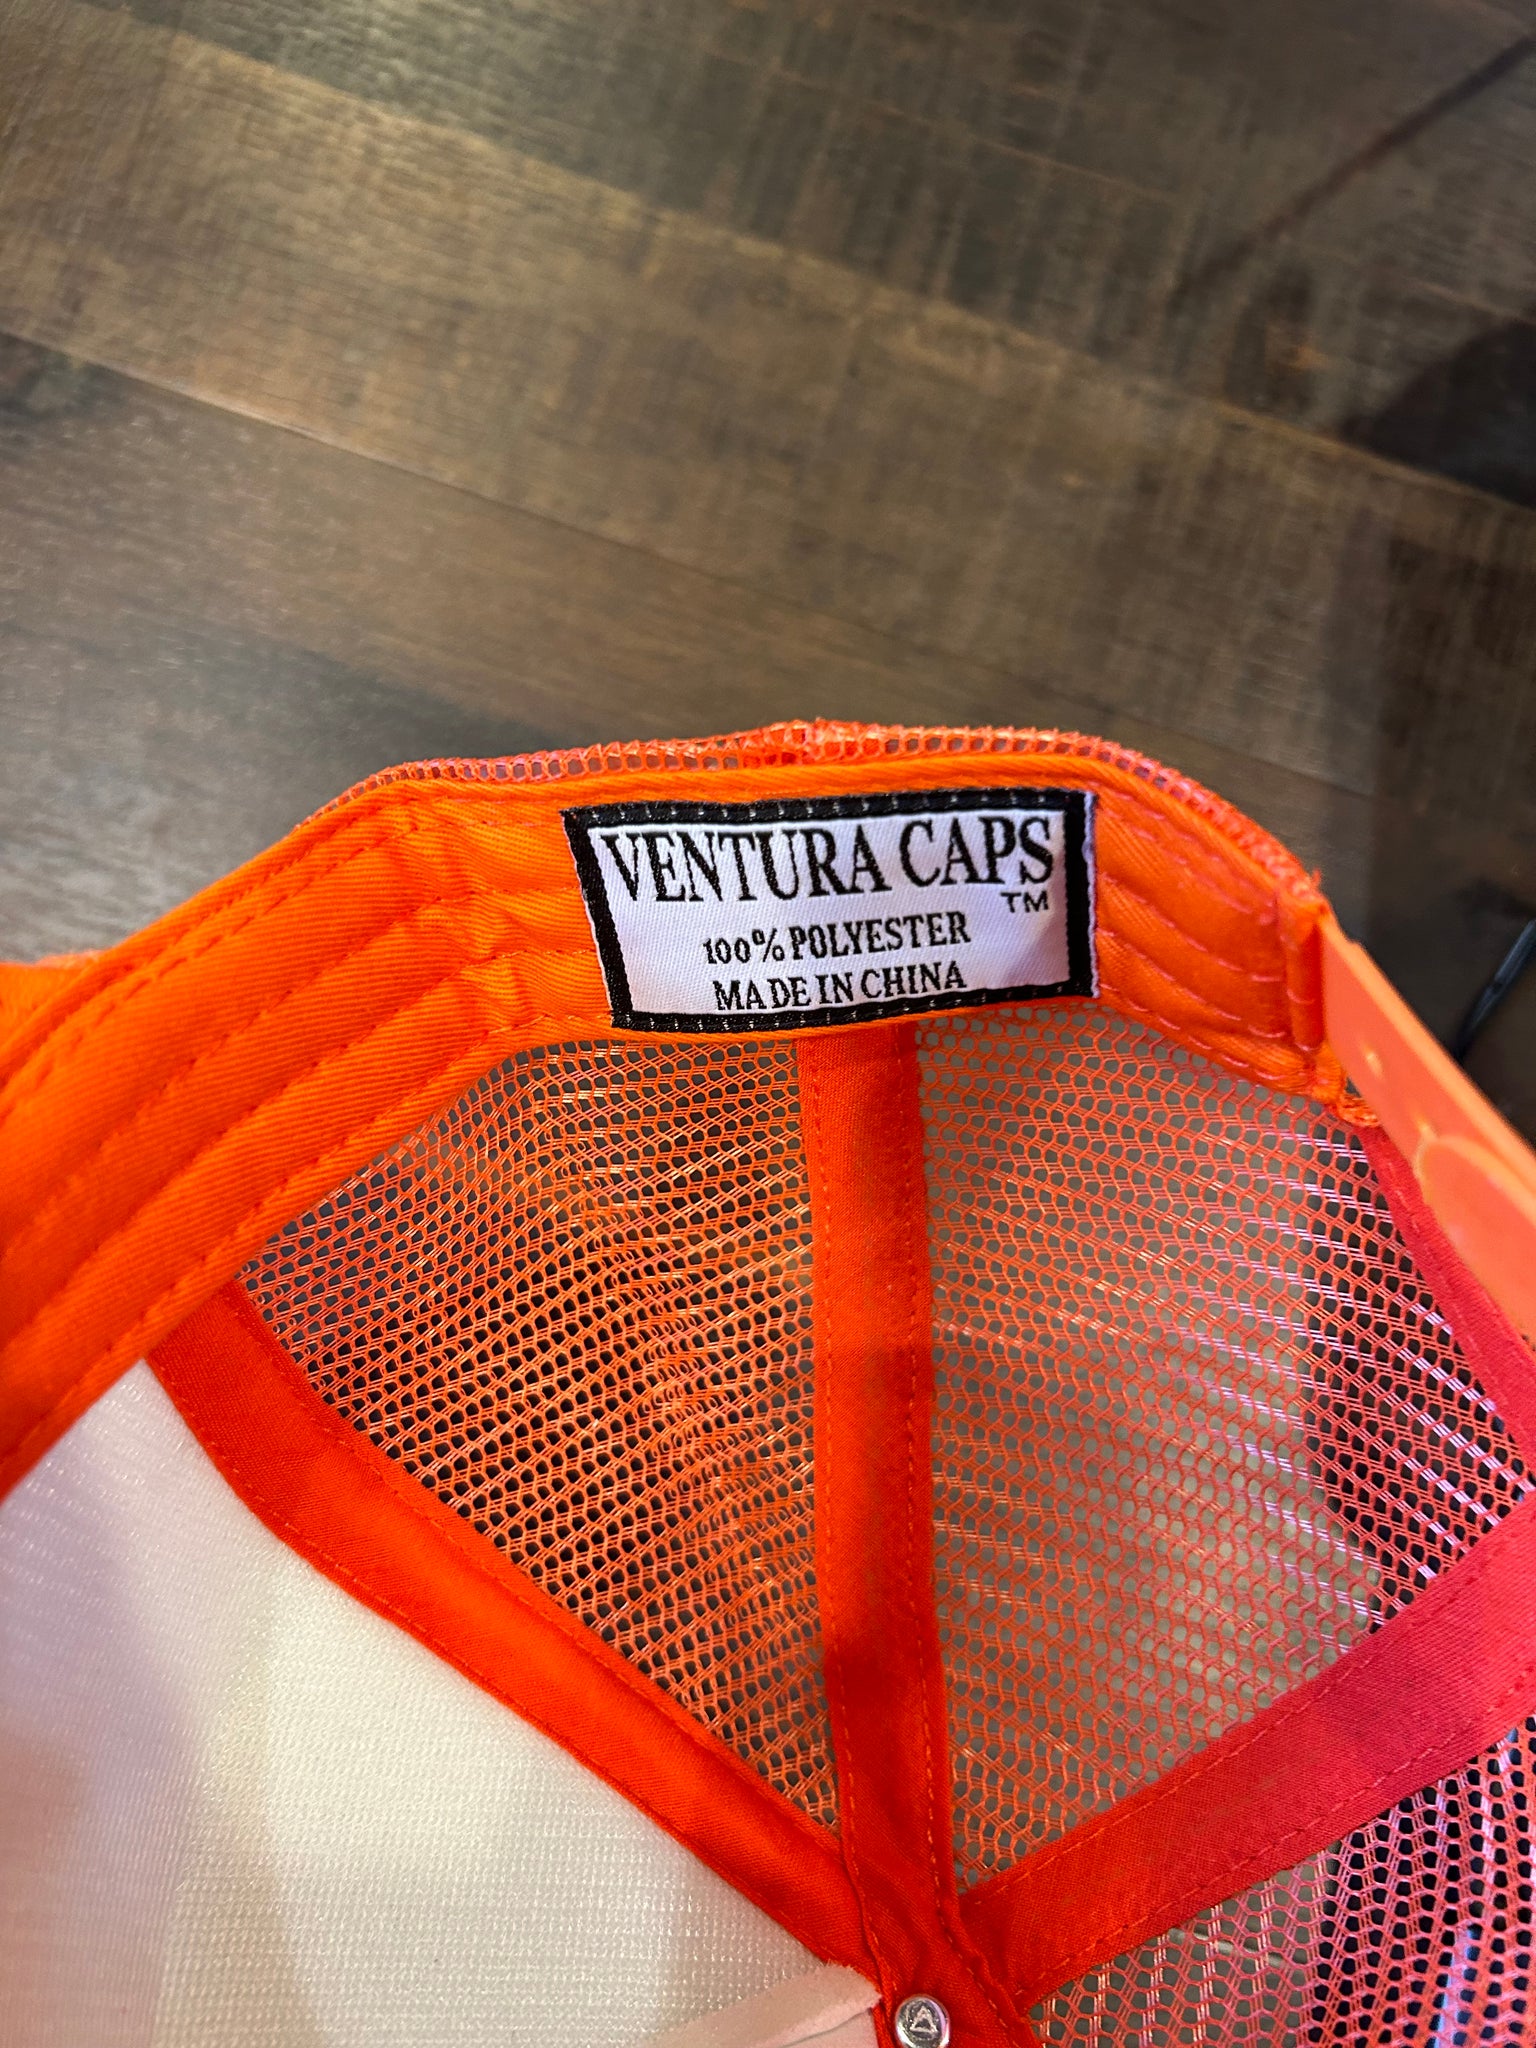 VENTURA CAPS
TM
100% POLYESTER
MADE IN CHINA